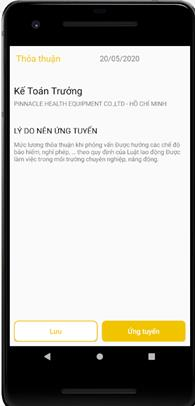 Thỏa thuận 20/05/2020
Kế Toán Trưởng
PINNACLE HEALTH EQUIPMENT CO.,LTD - HỒ CHÍ MINH
LÝ DO NÊN ỨNG TUYỂN
Mức lương thỏa thuận khi phỏng vấn Được hưởng các chế độ
bảo hiểm, nghỉ phép, ... theo quy định của Luật lao động Được
làm việc trong môi trường chuyên nghiệp, năng động.
Lưu Ứng tuyển